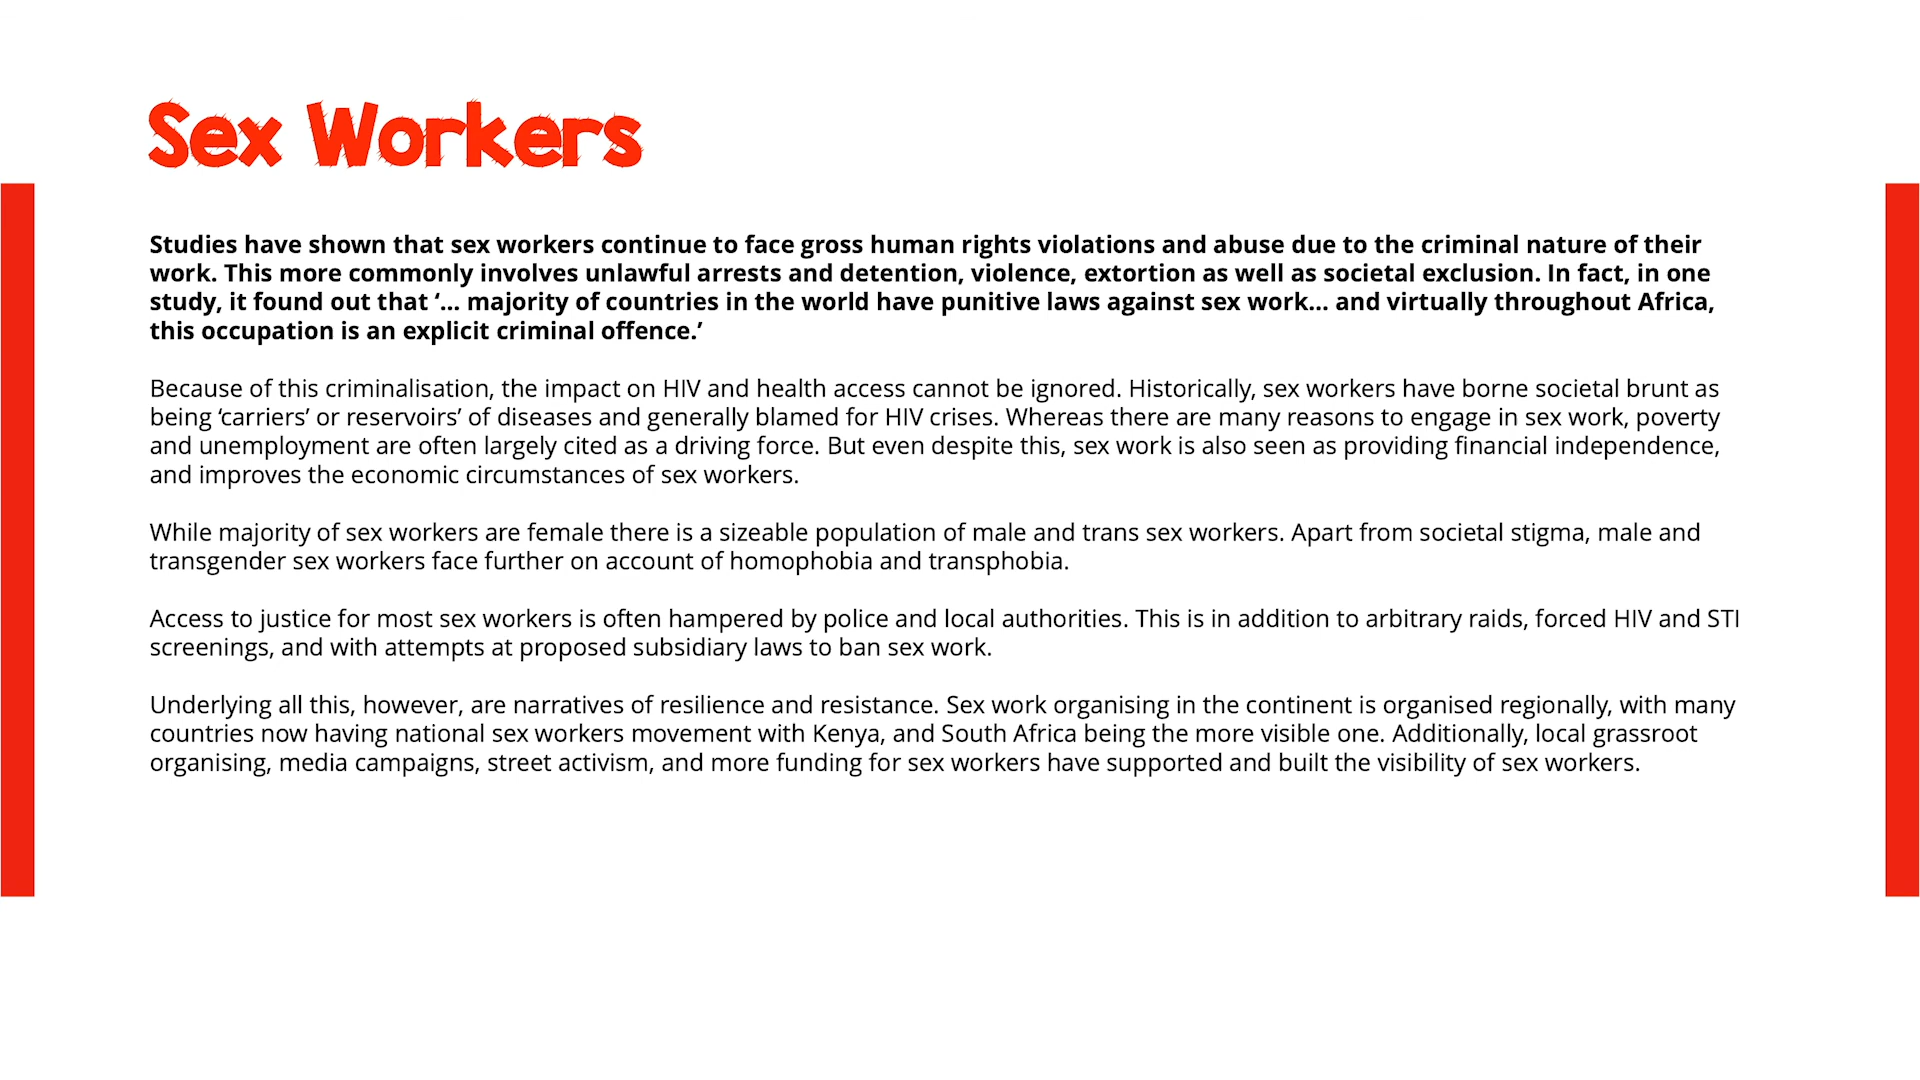 Sex Workers
Studies have shown that sex workers continue to face gross human rights violations and abuse due to the criminal nature of their
work. This more commonly involves unlawful arrests and detention, violence, extortion as well as societal exclusion. In fact, in one
study, it found out that ‘... majority of countries in the world have punitive laws against sex work... and virtually throughout Africa,
this occupation is an explicit criminal offence.’
Because of this criminalisation, the impact on HIV and health access cannot be ignored. Historically, sex workers have borne societal brunt as
being ‘carriers’ or reservoirs’ of diseases and generally blamed for HIV crises. Whereas there are many reasons to engage in sex work, poverty
and unemployment are often largely cited as a driving force. But even despite this, sex work is also seen as providing financial independence,
and improves the economic circumstances of sex workers.
While majority of sex workers are female there is a sizeable population of male and trans sex workers. Apart from societal stigma, male and
transgender sex workers face further on account of homophobia and transphobia.
Access to justice for most sex workers is often hampered by police and local authorities. This is in addition to arbitrary raids, forced HIV and STI
screenings, and with attempts at proposed subsidiary laws to ban sex work.
Underlying all this, however, are narratives of resilience and resistance. Sex work organising in the continent is organised regionally, with many
countries now having national sex workers movement with Kenya, and South Africa being the more visible one. Additionally, local grassroot
organising, media campaigns, street activism, and more funding for sex workers have supported and built the visibility of sex workers.